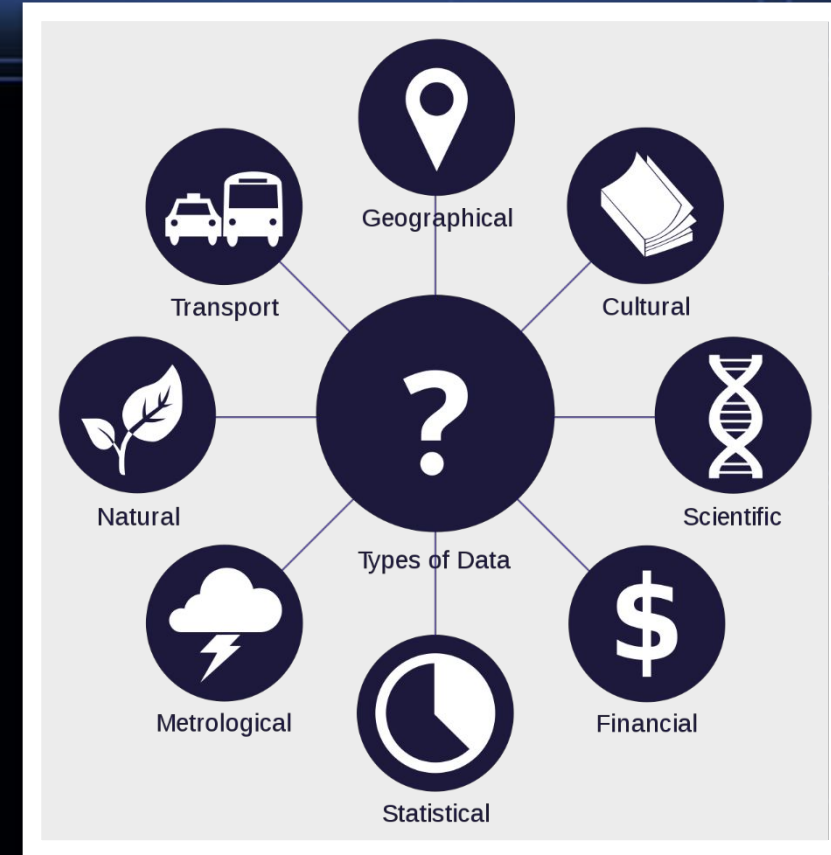 Geographical
Transport
Cultural
?
Natural
Scientific
Types of Data
Metrological
$
Financial
Statistical